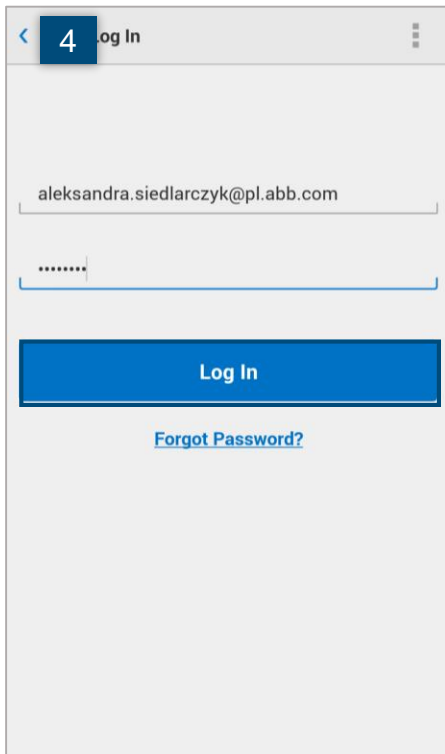 4 og In
aleksandra.siedlarczyk@pl.abb.com
••••••••
Log In
Forgot Password?